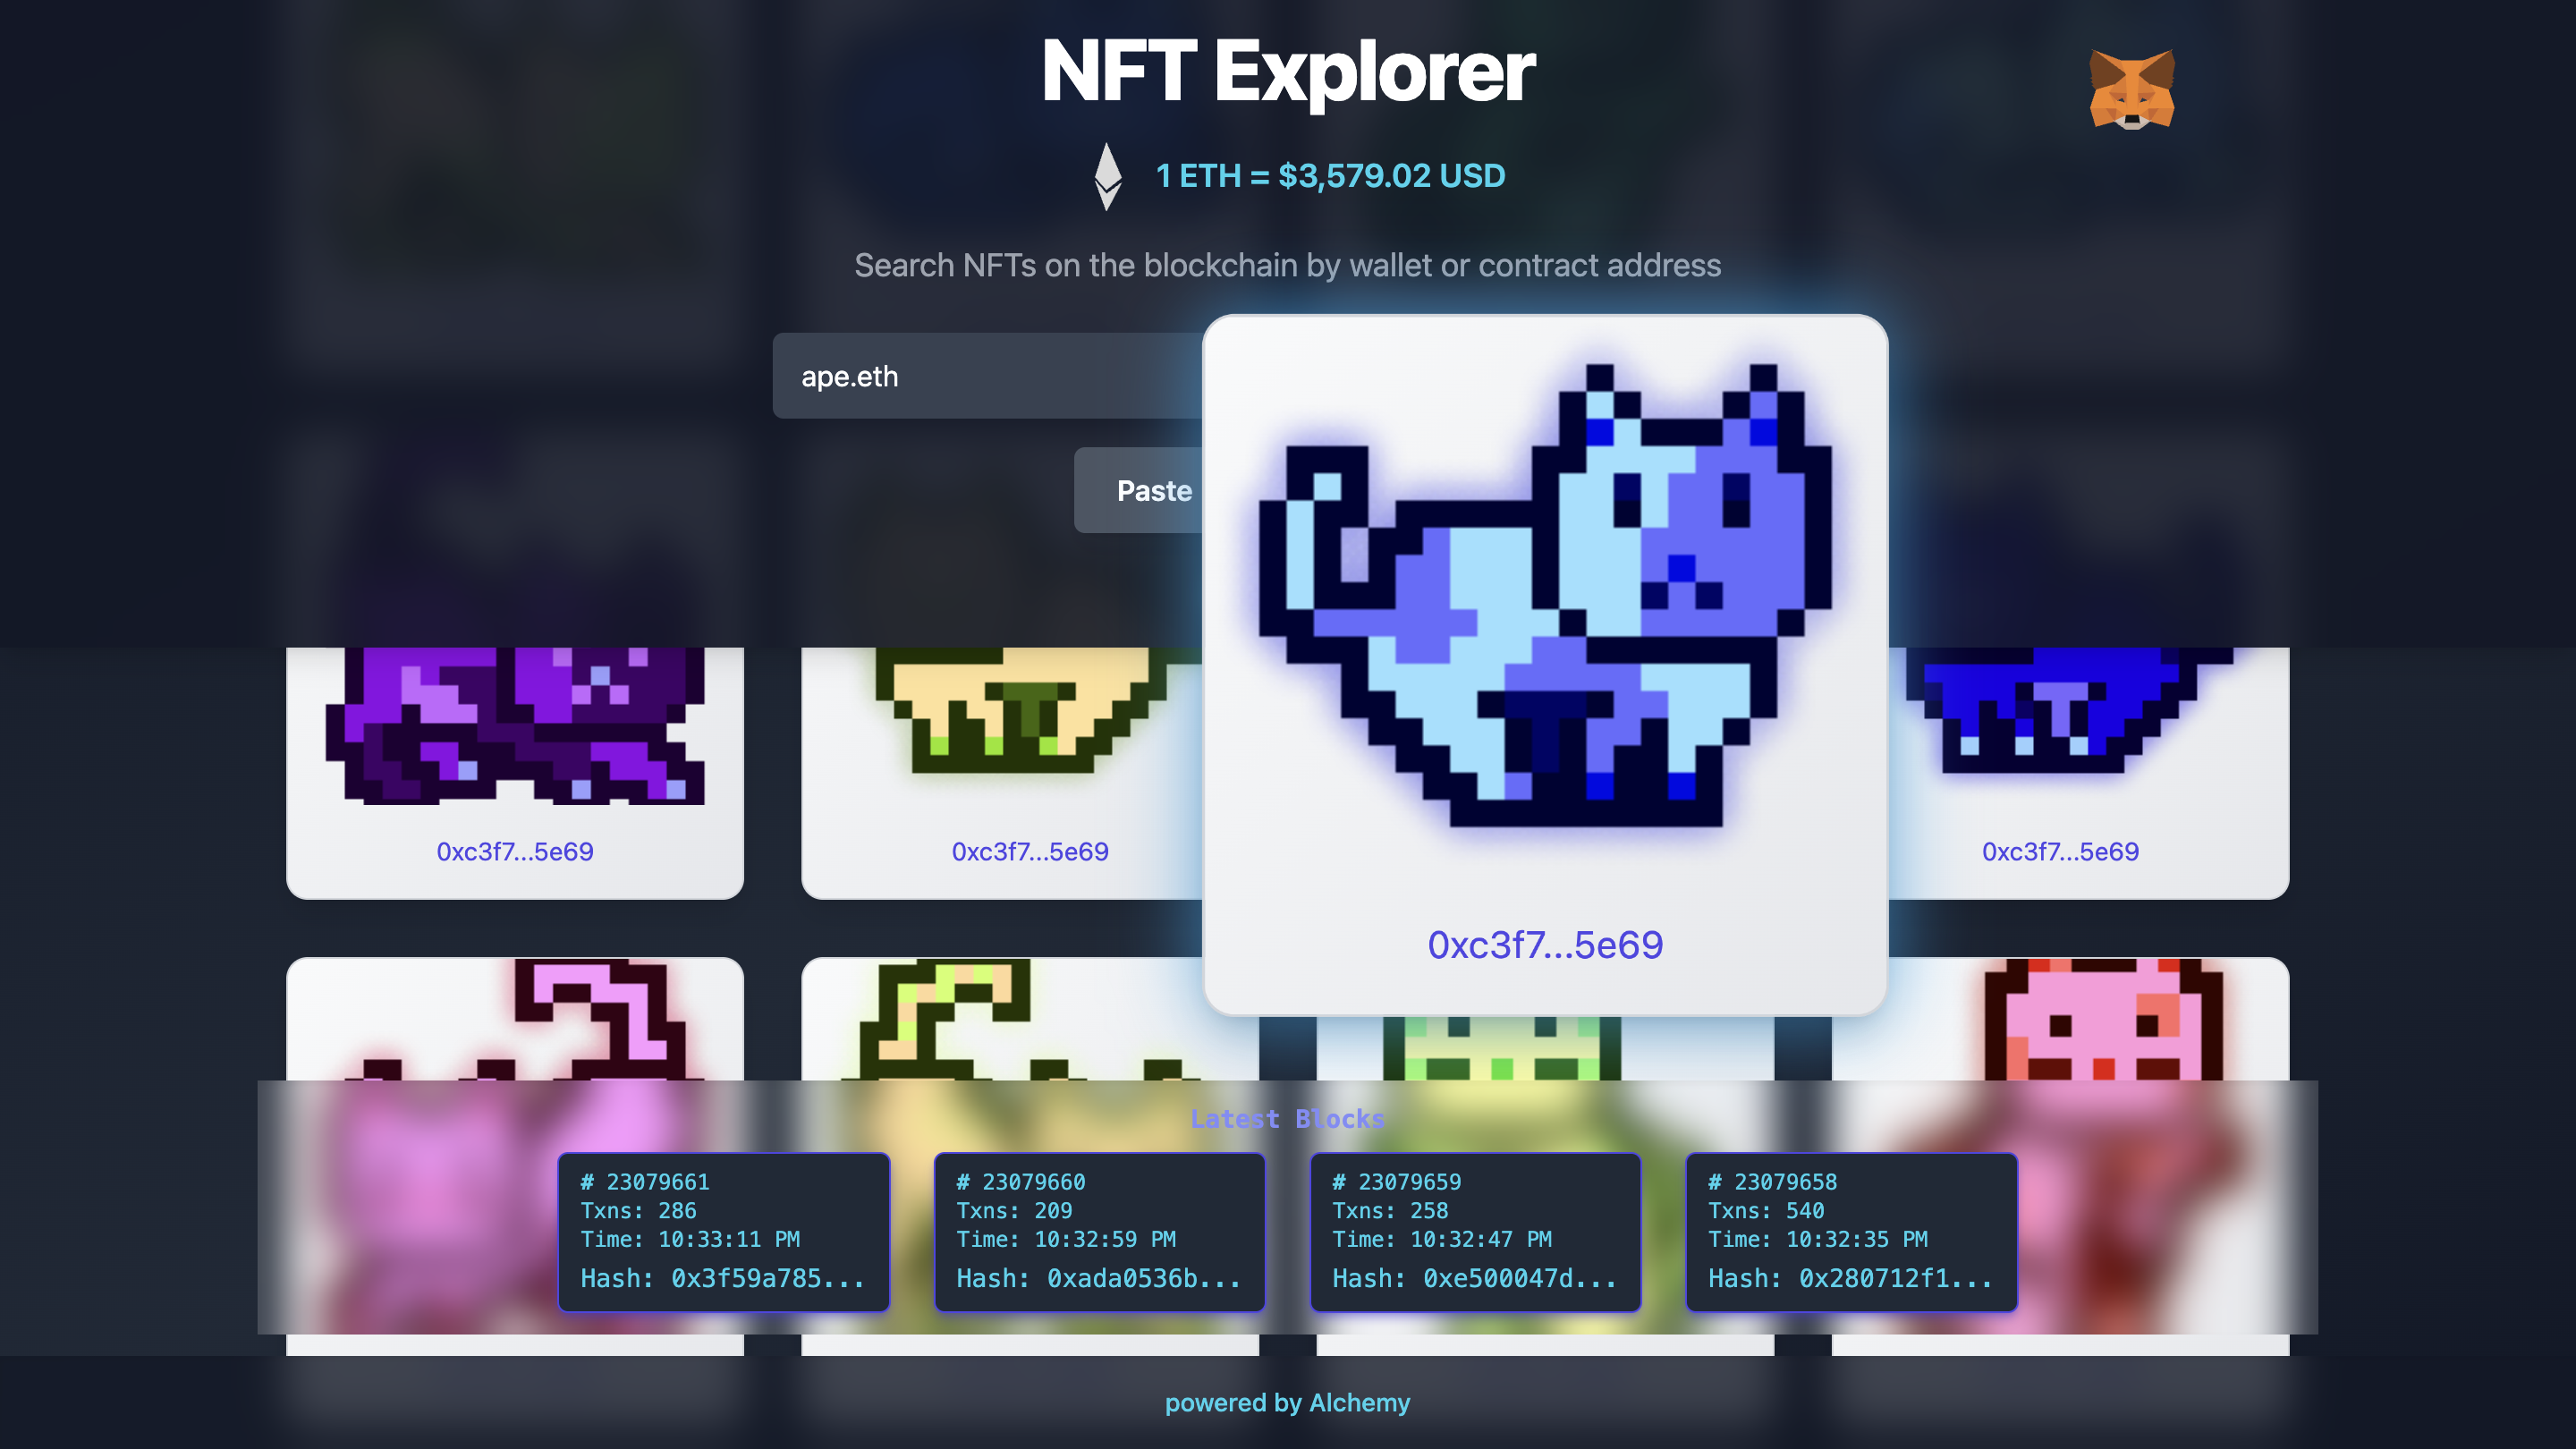 NFT Explorer
1 ETH = $3,579.02 USD
Search NFTs on the blockchain by wallet or contract address
ape.eth
Paste
0xc3f7...5e69
0xc3f7...5e69
0xc3f7...5e69
0xc3f7...5e69
Latest Blocks
# 23079661
Txns: 286
Time: 10:33:11 PM
Hash: 0x3f59a785...
# 23079660
Txns: 209
Time: 10:32:59 PM
Hash: 0xada0536b...
# 23079659
Txns: 258
Time: 10:32:47 PM
Hash: 0xe500047d...
# 23079658
Txns: 540
Time: 10:32:35 PM
Hash: 0x280712f1...
powered by Alchemy